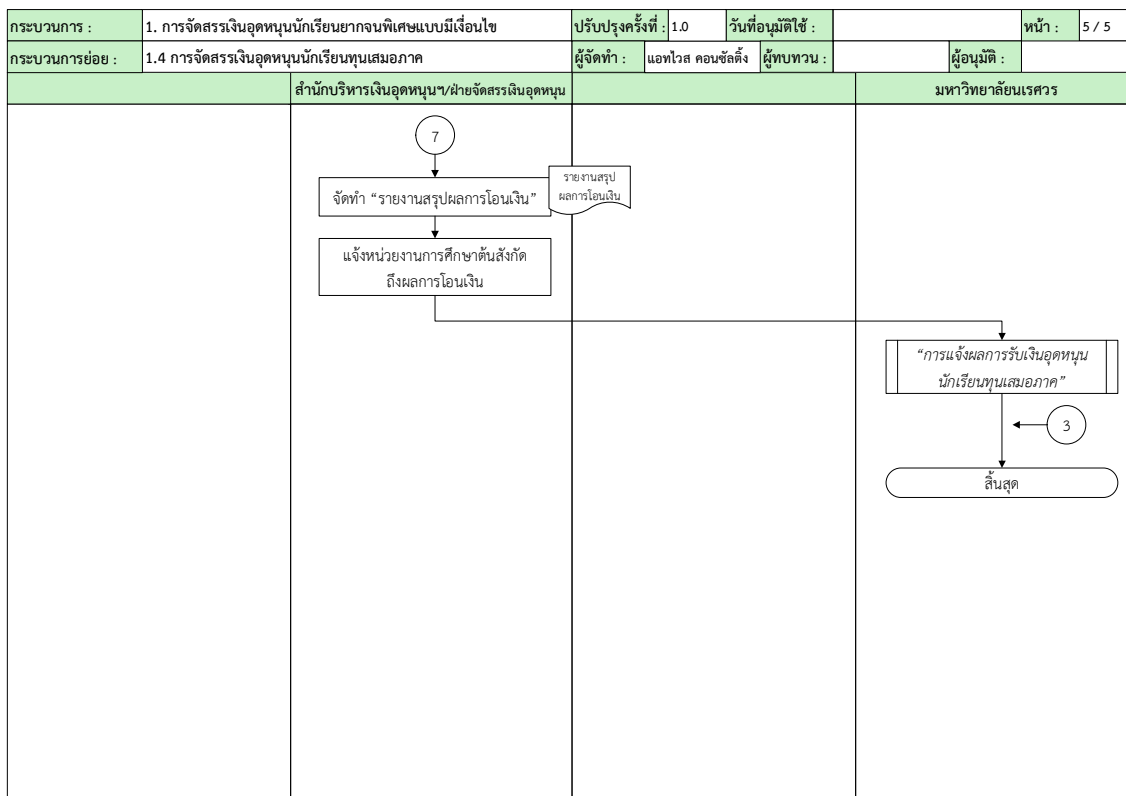 กระบวนการ : 1. การจัดสรรเงินอุดหนุนนักเรียนยากจนพิเศษแบบมีเงื่อนไข ปรับปรุงครั้งที่ : 1.0 วันที่อนุมัติใช้ : หน้า : 5 / 5
กระบวนการย่อย : 1.4 การจัดสรรเงินอุดหนุนนักเรียนทุนเสมอภาค ผู้จัดทำ : แอทไวส คอนซัลติ้ง ผู้ทบทวน : ผู้อนุมัติ :
สำนักบริหารเงินอุดหนุนฯ/ฝ่ายจัดสรรเงินอุดหนุน มหาวิทยาลัยนเรศวร
7
จัดทำ “รายงานสรุปผลการโอนเงิน”
รายงานสรุป
ผลการโอนเงิน
แจ้งหน่วยงานการศึกษาต้นสังกัด
ถึงผลการโอนเงิน
“การแจ้งผลการรับเงินอุดหนุน
นักเรียนทุนเสมอภาค”
3
สิ้นสุด